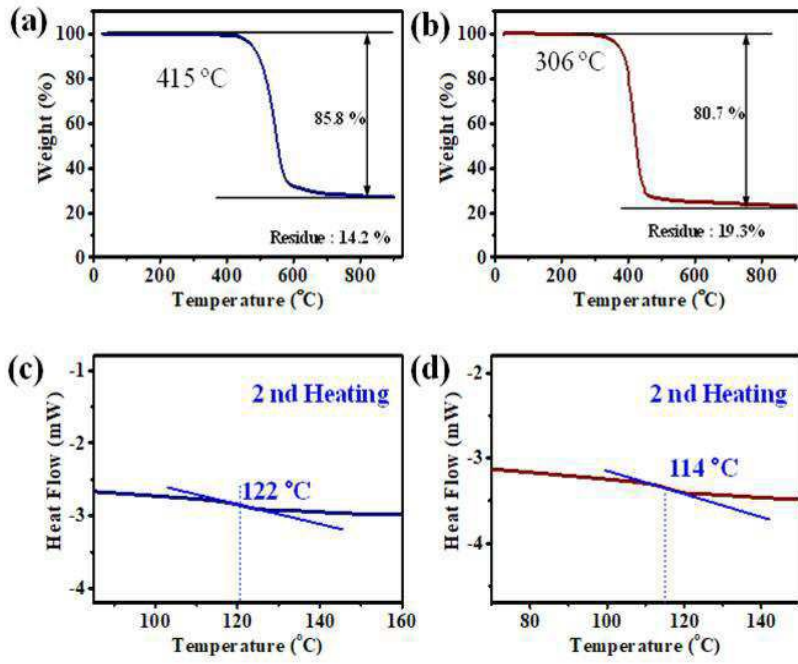 (a)
100
80
60
40
20
0
Weight (%)
415 °C
85.8 %
Residue : 14.2 %
0 200 400 600 800
Temperature (°C)
(b)
100
80
60
40
20
0
Weight (%)
306 °C
80.7 %
Residue : 19.3%
0 200 400 600 800
Temperature (°C)
(c)
-1
-2
-3
-4
Heat Flow (mW)
2 nd Heating
122 °C
100 120 140 160
Temperature (°C)
(d)
-2
-3
-4
Heat Flow (mW)
2 nd Heating
114 °C
80 100 120 140
Temperature (°C)